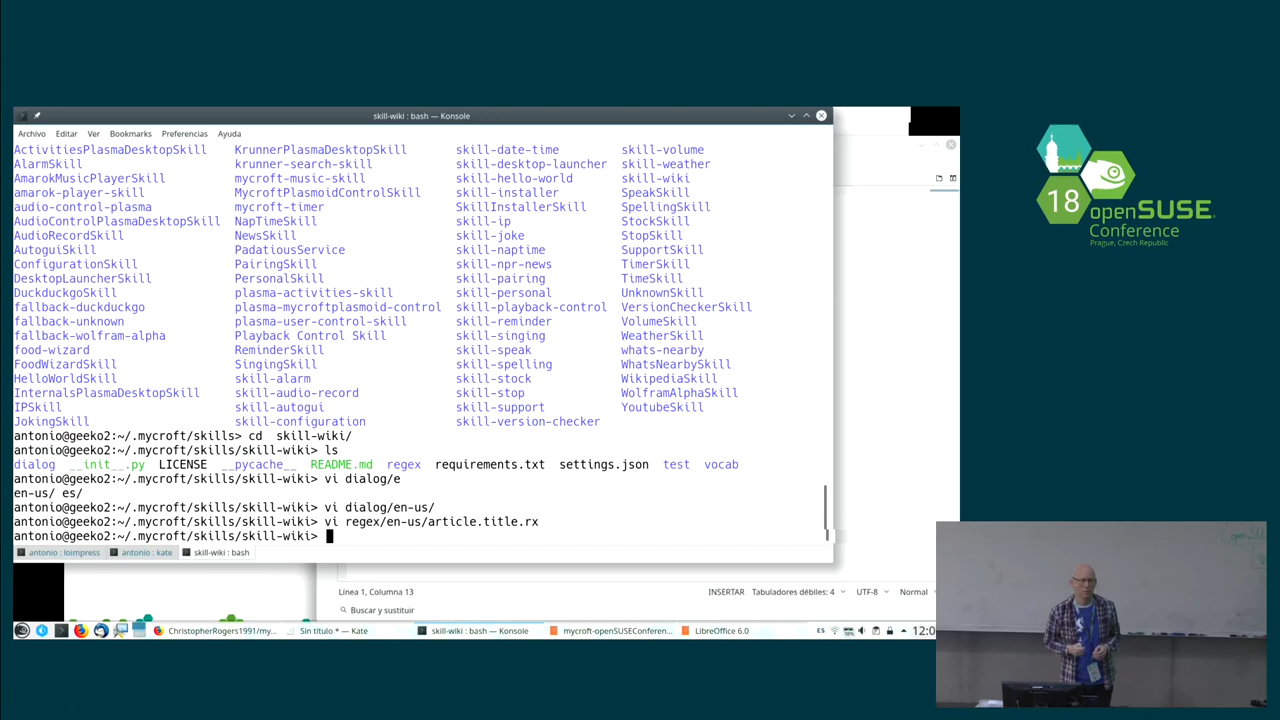 skill-wiki : bash — Konsole
Archivo Editar Ver Bookmarks Preferencias Ayuda
ActivitiesPlasmaDesktopSkill KrunnerPlasmaDesktopSkill skill-date-time skill-volume
AlarmSkill krunner-search-skill skill-desktop-launcher skill-weather
AmarokMusicPlayerSkill mycroft-music-skill skill-hello-world skill-wiki
amarok-player-skill MycroftPlasmoidControlSkill skill-installer SpeakSkill
audio-control-plasma mycroft-timer SkillInstallerSkill SpellingSkill
AudioControlPlasmaDesktopSkill NapTimeSkill skill-ip StockSkill
AudioRecordSkill NewsSkill skill-joke StopSkill
AutoguiSkill PadatiousService skill-naptime SupportSkill
ConfigurationSkill PairingSkill skill-npr-news TimerSkill
DesktopLauncherSkill PersonalSkill skill-pairing TimeSkill
DuckduckgoSkill plasma-activities-skill skill-personal UnknownSkill
fallback-duckduckgo plasma-mycroftplasmoid-control skill-playback-control VersionCheckerSkill
fallback-unknown plasma-user-control-skill skill-reminder VolumeSkill
fallback-wolfram-alpha Playback Control Skill skill-singing WeatherSkill
food-wizard ReminderSkill skill-speak whats-nearby
FoodWizardSkill SingingSkill skill-spelling WhatsNearbySkill
HelloWorldSkill skill-alarm skill-stock WikipediaSkill
InternalsPlasmaDesktopSkill skill-audio-record skill-stop WolframAlphaSkill
IPSkill skill-autogui skill-support YoutubeSkill
JokingSkill skill-configuration skill-version-checker
antonio@geeko2:~/.mycroft/skills> cd  skill-wiki/
antonio@geeko2:~/.mycroft/skills/skill-wiki> ls
dialog __init__.py LICENSE __pycache__ README.md regex requirements.txt settings.json test vocab
antonio@geeko2:~/.mycroft/skills/skill-wiki> vi dialog/e
en-us/ es/
antonio@geeko2:~/.mycroft/skills/skill-wiki> vi dialog/en-us/
antonio@geeko2:~/.mycroft/skills/skill-wiki> vi regex/en-us/article.title.rx
antonio@geeko2:~/.mycroft/skills/skill-wiki>
antonio : loimpress antonio : kate skill-wiki : bash
Línea 1, Columna 13 INSERTAR Tabuladores débiles: 4 UTF-8 Normal
Buscar y sustituir
ChristopherRogers1991/my... Sin título * — Kate skill-wiki : bash — Konsole mycroft-openSUSEConferen... LibreOffice 6.0 ES 12:0
18
openSUSE
Conference
Prague, Czech Republic